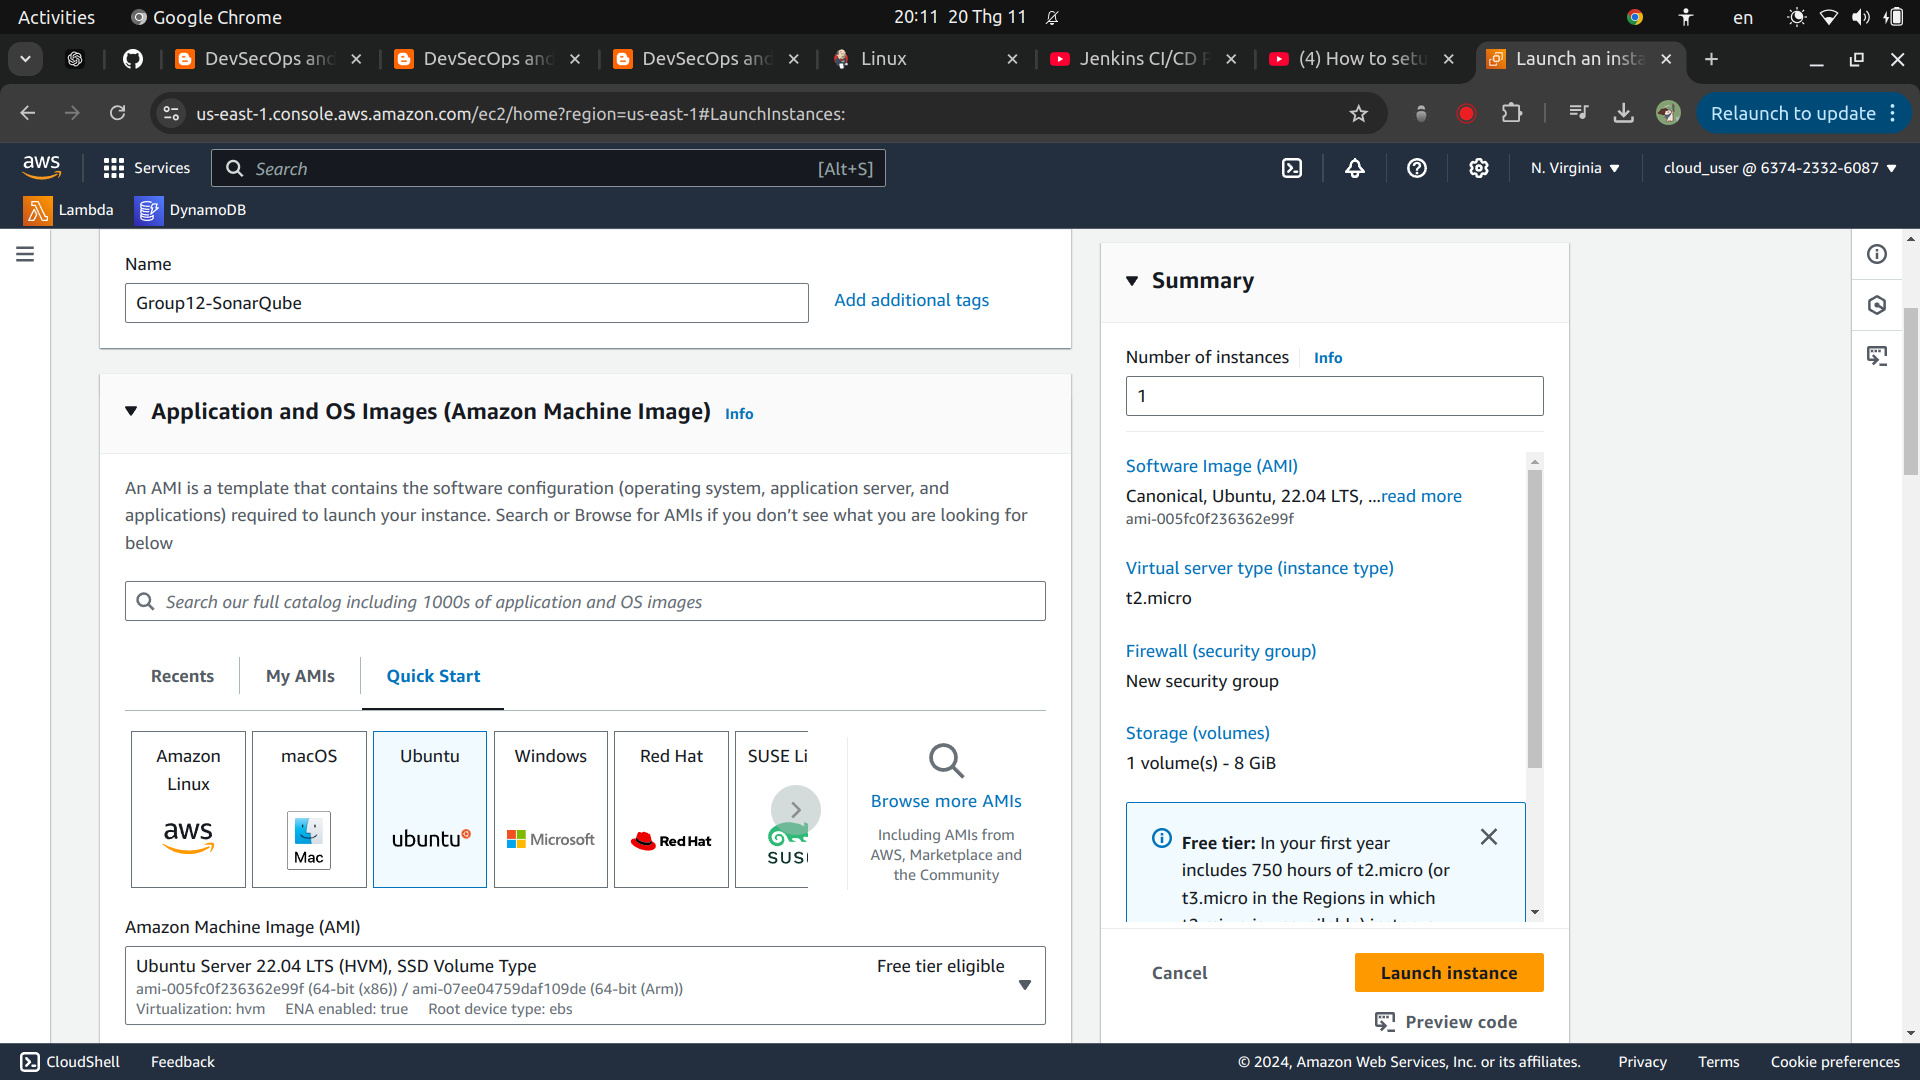 Activities
Google Chrome
20:11 20 Thg 11
en
DevSecOps and
DevSecOps and
DevSecOps and
Linux
Jenkins CI/CD P
(4) How to setu
Launch an insta
us-east-1.console.aws.amazon.com/ec2/home?region=us-east-1#LaunchInstances:
Relaunch to update
aws
Services
Search
[Alt+S]
N. Virginia
cloud_user @ 6374-2332-6087
Lambda
DynamoDB
Name
Group12-SonarQube
Add additional tags
Application and OS Images (Amazon Machine Image) Info
An AMI is a template that contains the software configuration (operating system, application server, and
applications) required to launch your instance. Search or Browse for AMIs if you don’t see what you are looking for
below
Search our full catalog including 1000s of application and OS images
Recents
My AMIs
Quick Start
Amazon
Linux
aws
macOS
Mac
Ubuntu
ubuntu
Windows
Microsoft
Red Hat
Red Hat
SUSE Li
SUS
Browse more AMIs
Including AMIs from
AWS, Marketplace and
the Community
Amazon Machine Image (AMI)
Ubuntu Server 22.04 LTS (HVM), SSD Volume Type
Free tier eligible
ami-005fc0f236362e99f (64-bit (x86)) / ami-07ee04759daf109de (64-bit (Arm))
Virtualization: hvm ENA enabled: true Root device type: ebs
Summary
Number of instances Info
1
Software Image (AMI)
Canonical, Ubuntu, 22.04 LTS, ...read more
ami-005fc0f236362e99f
Virtual server type (instance type)
t2.micro
Firewall (security group)
New security group
Storage (volumes)
1 volume(s) - 8 GiB
Free tier: In your first year
includes 750 hours of t2.micro (or
t3.micro in the Regions in which
Cancel
Launch instance
Preview code
CloudShell
Feedback
© 2024, Amazon Web Services, Inc. or its affiliates.
Privacy
Terms
Cookie preferences